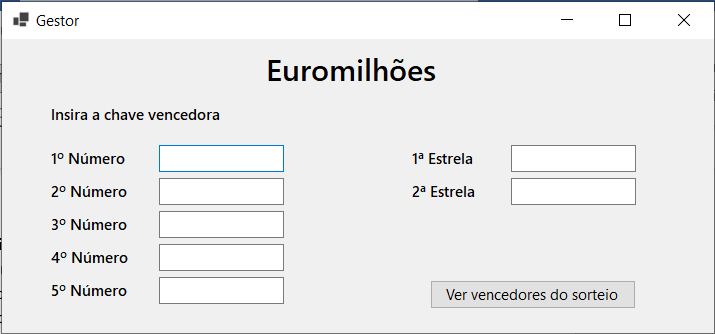 Gestor
Euromilhões
Insira a chave vencedora
1º Número
2º Número
3º Número
4º Número
5º Número
1ª Estrela
2ª Estrela
Ver vencedores do sorteio